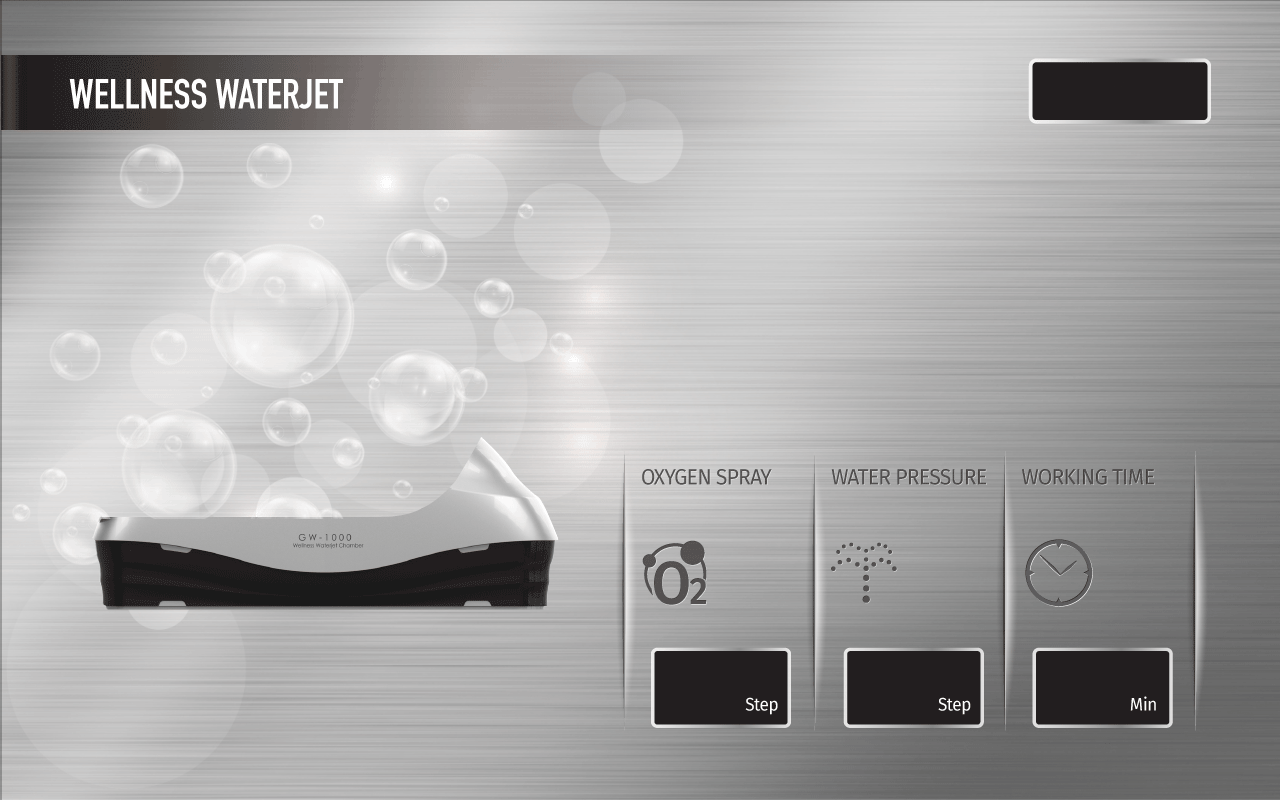 WELLNESS WATERJET
GW-1000
Wellness Waterjet Chamber
OXYGEN SPRAY
WATER PRESSURE
WORKING TIME
O2
Step
Step
Min